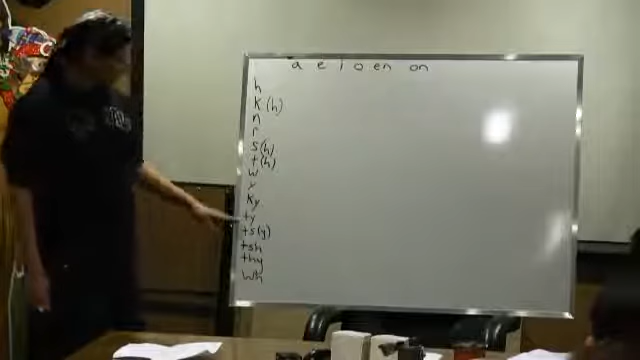 a e i o en on
h
K (h)
n
r
s(h)
t(h)
w
y
Ky
ty
ts(y)
tsh
thy
wh